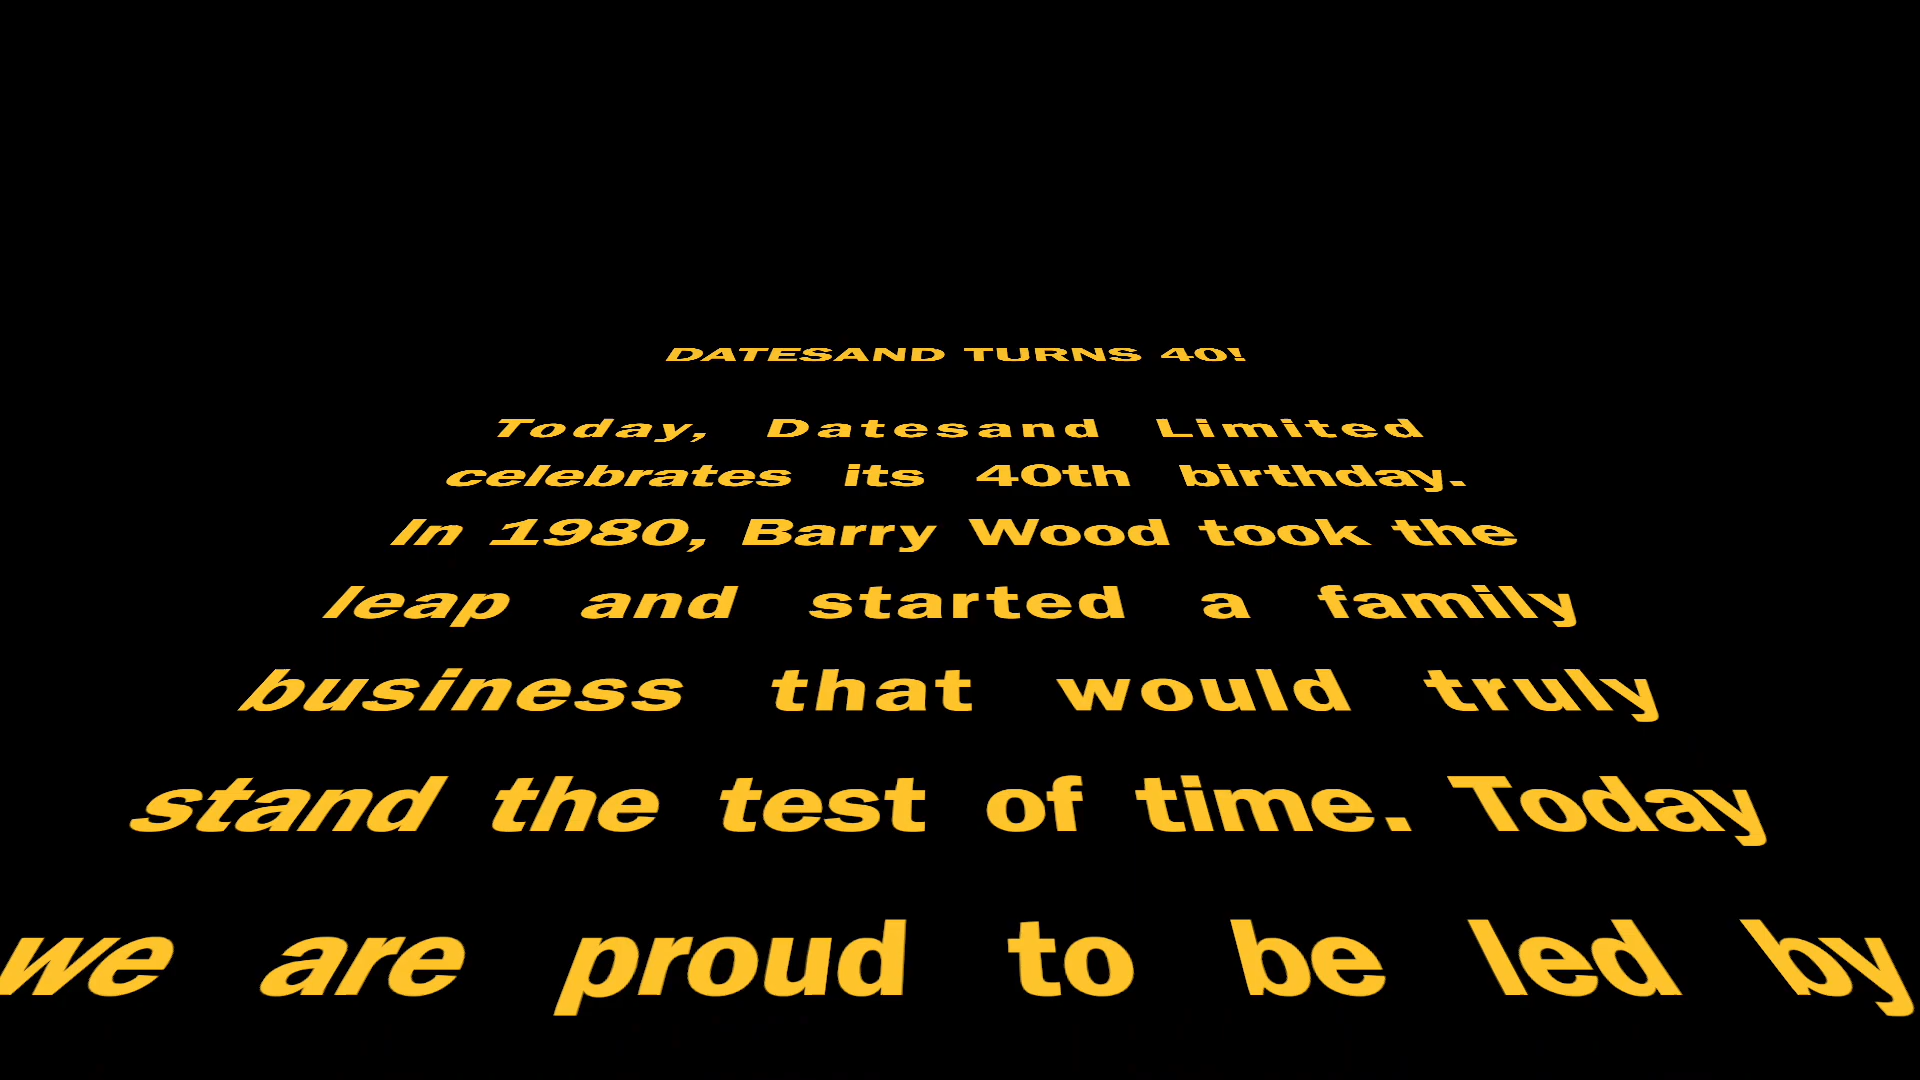 DATESAND TURNS 40!
Today, Datesand Limited
celebrates its 40th birthday.
In 1980, Barry Wood took the
leap and started a family
business that would truly
stand the test of time. Today
we are proud to be led by